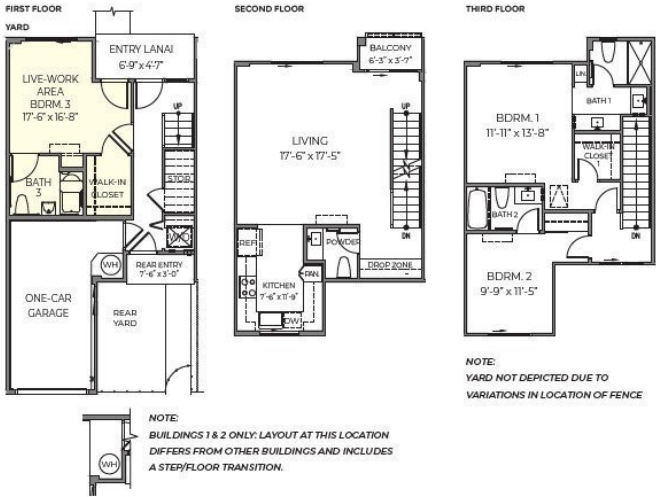 FIRST FLOOR
YARD
ENTRY LANAI
6'-9" x 4'-7"
LIVE-WORK
AREA
BDRM. 3
17'-6" x 16'-8"
UP
BATH
3
WALK-IN
CLOSET
STOR.
W/D
WH
REAR ENTRY
7'-6" x 3'-0"
ONE-CAR
GARAGE
REAR
YARD
SECOND FLOOR
BALCONY
6'-3" x 3'-7"
LIVING
17'-6" x 17'-5"
UP
DN
REF.
POWDER
KITCHEN
7'-6" x 11'-9"
PAN.
DROP ZONE
DW
THIRD FLOOR
LIN.
BATH 1
BDRM. 1
11'-11" x 13'-8"
WALK-IN
CLOSET
1
BATH 2
DN
BDRM. 2
9'-9" x 11'-5"
NOTE:
YARD NOT DEPICTED DUE TO
VARIATIONS IN LOCATION OF FENCE
WH
NOTE:
BUILDINGS 1 & 2 ONLY: LAYOUT AT THIS LOCATION
DIFFERS FROM OTHER BUILDINGS AND INCLUDES
A STEP/FLOOR TRANSITION.